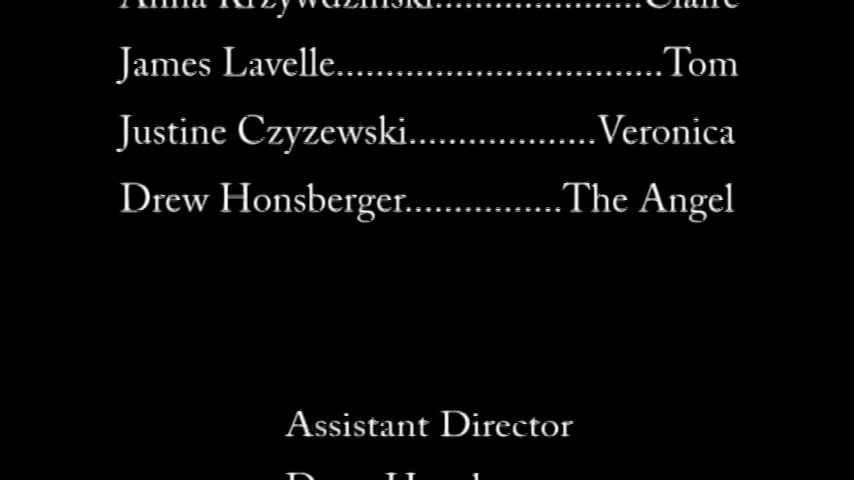 James Lavelle.................................Tom
Justine Czyzewski...................Veronica
Drew Honsberger................The Angel
Assistant Director